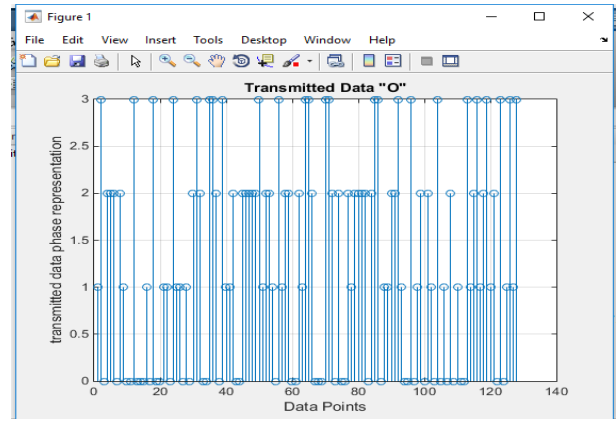 Figure 1
File Edit View Insert Tools Desktop Window Help
Transmitted Data "O"
transmitted data phase representation
3
2.5
2
1.5
1
0.5
0
0 20 40 60 80 100 120 140
Data Points